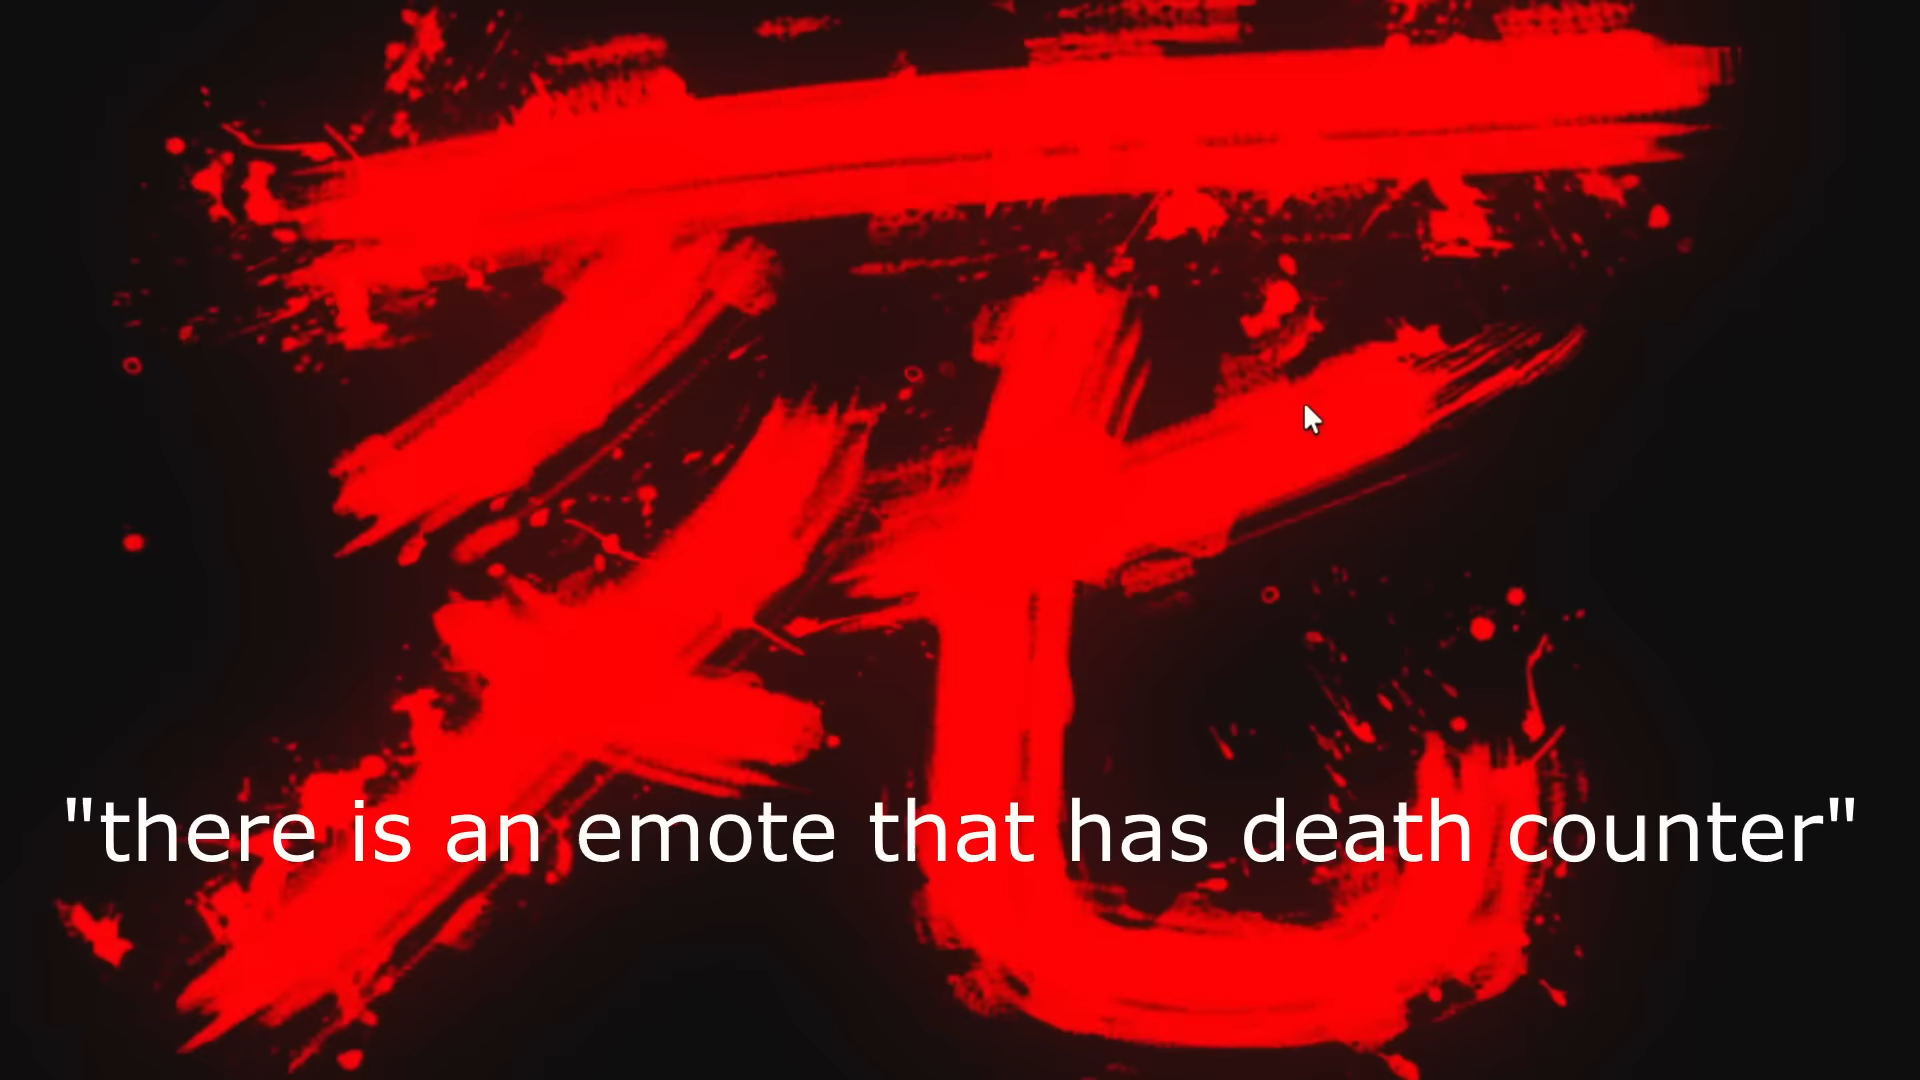 死
"there is an emote that has death counter"